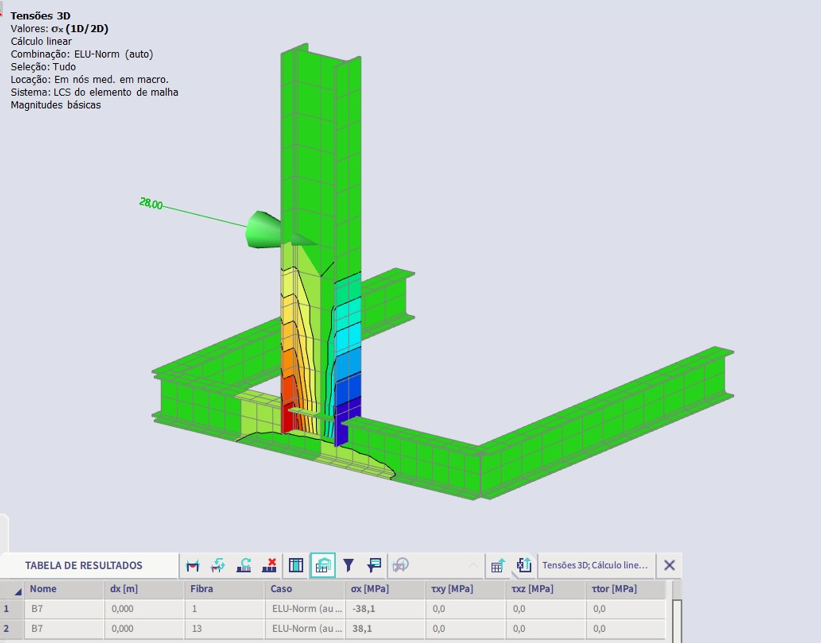 Tensões 3D
Valores: σx (1D/2D)
Cálculo linear
Combinação: ELU-Norm (auto)
Seleção: Tudo
Locação: Em nós med. em macro.
Sistema: LCS do elemento de malha
Magnitudes básicas
28,00
TABELA DE RESULTADOS Tensões 3D; Cálculo line...
Nome dx [m] Fibra Caso σx [MPa] τxy [MPa] τxz [MPa] τtor [MPa]
1 B7 0,000 1 ELU-Norm (au ... -38,1 0,0 0,0 0,0
2 B7 0,000 13 ELU-Norm (au ... 38,1 0,0 0,0 0,0